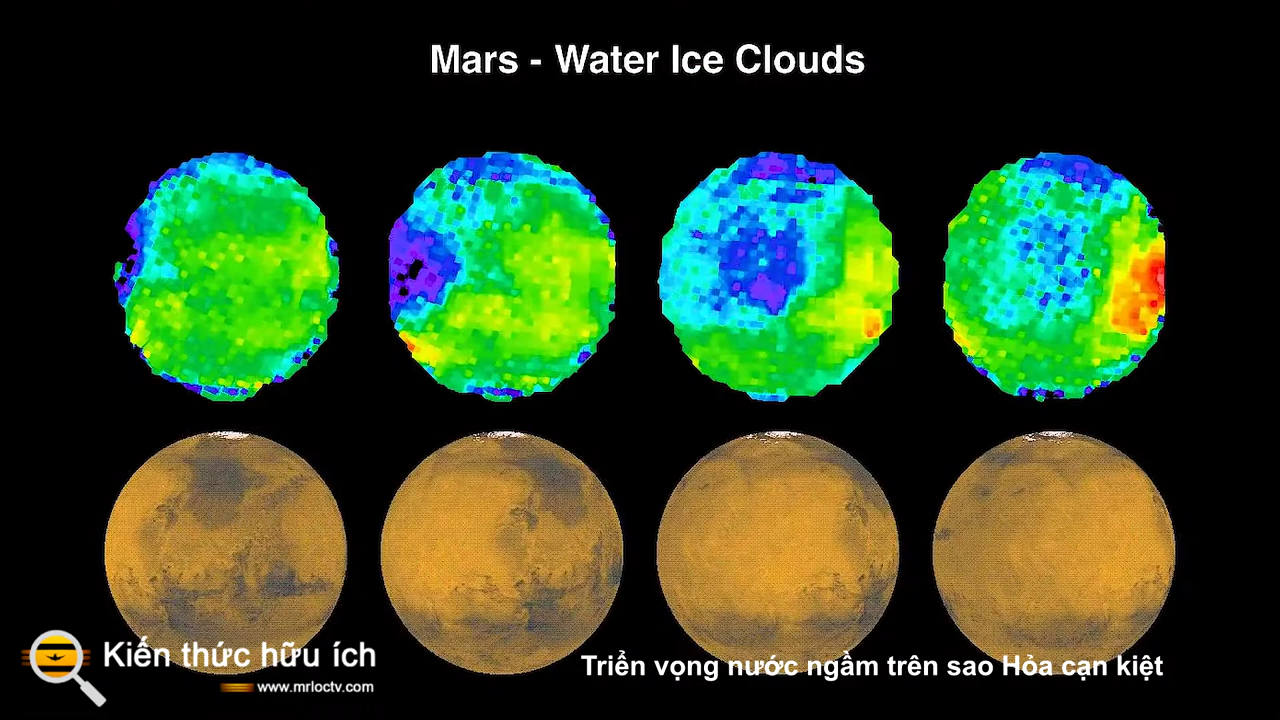 Mars - Water Ice Clouds
Kiến thức hữu ích
www.mrloctv.com
Triển vọng nước ngầm trên sao Hỏa cạn kiệt